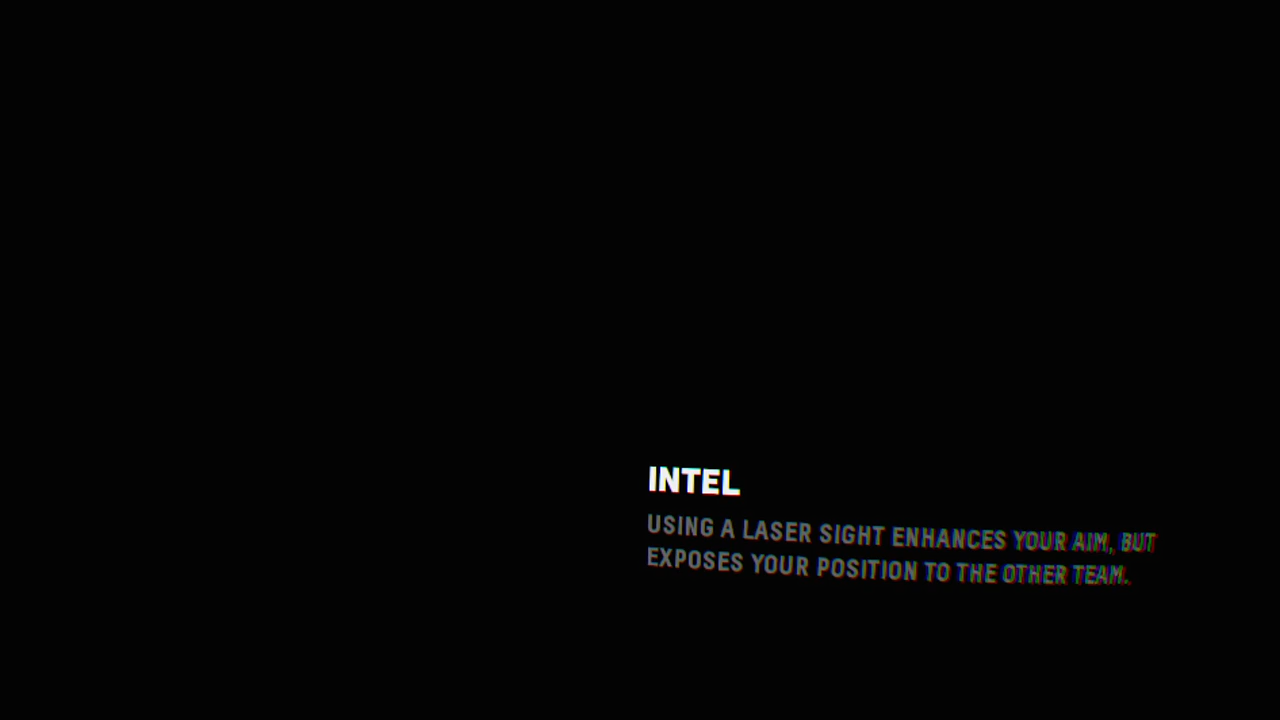 INTEL
USING A LASER SIGHT ENHANCES YOUR AIM, BUT
EXPOSES YOUR POSITION TO THE OTHER TEAM.